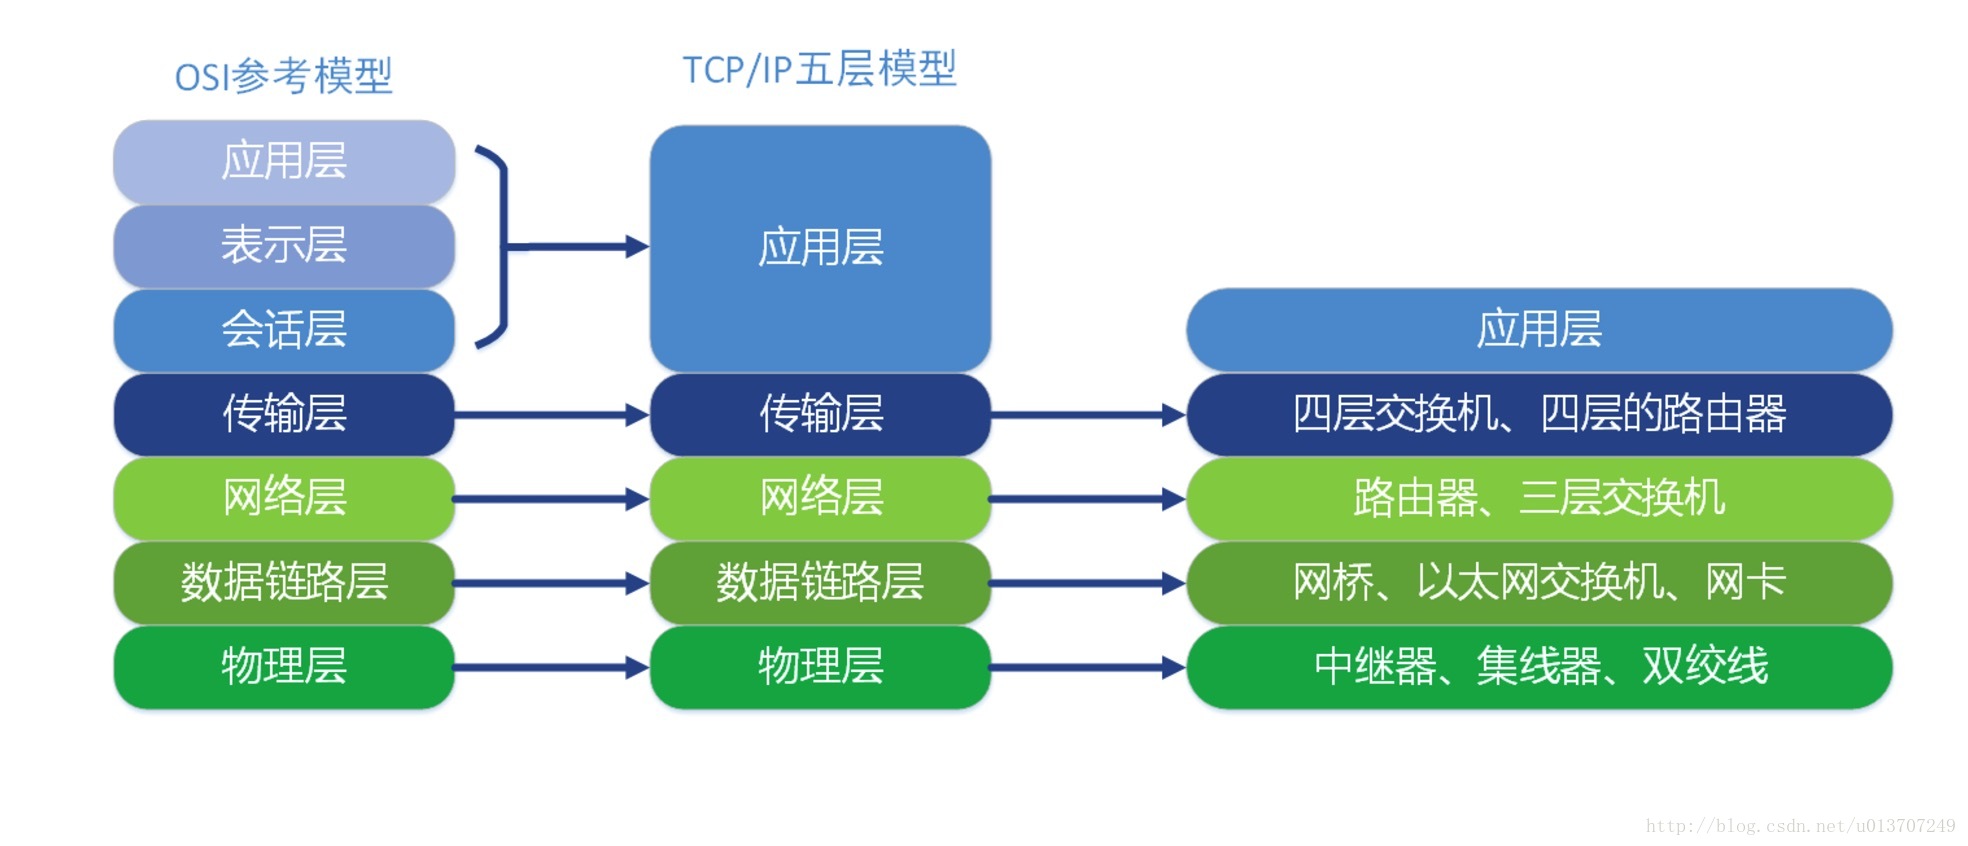 OSI参考模型
应用层
表示层
会话层
传输层
网络层
数据链路层
物理层
TCP/IP五层模型
应用层
传输层
网络层
数据链路层
物理层
应用层
四层交换机、四层的路由器
路由器、三层交换机
网桥、以太网交换机、网卡
中继器、集线器、双绞线
http://blog.csdn.net/u013707249